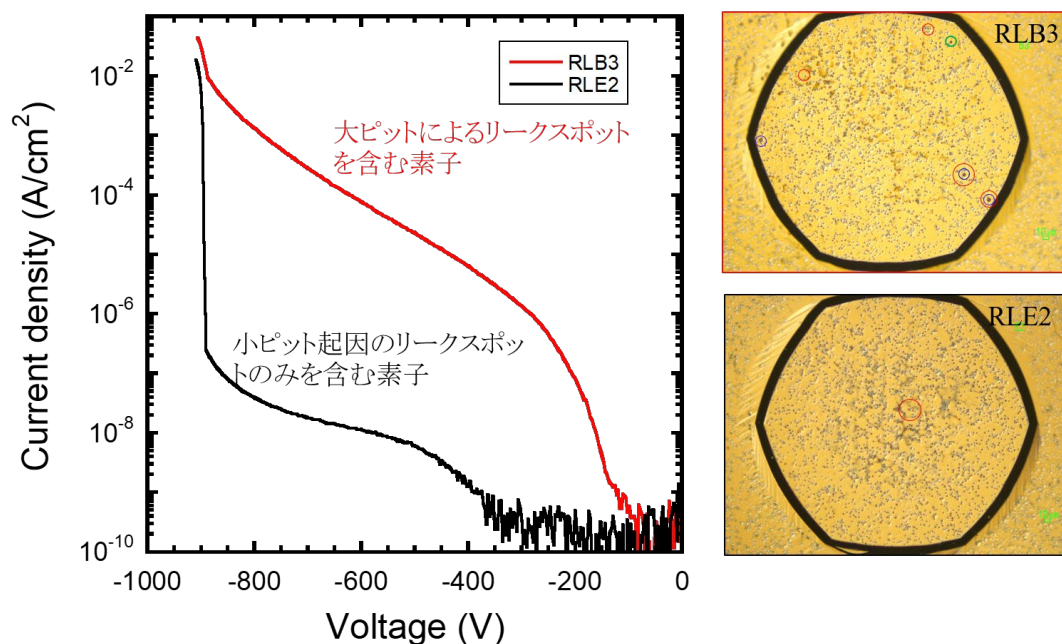 RLB3
RLE2
大ピットによるリークスポット
を含む素子
小ピット起因のリークスポッ
トのみを含む素子
Current density (A/cm²)
10⁻²
10⁻⁴
10⁻⁶
10⁻⁸
10⁻¹⁰
-1000
-800
-600
-400
-200
0
Voltage (V)
RLB3
RLE2